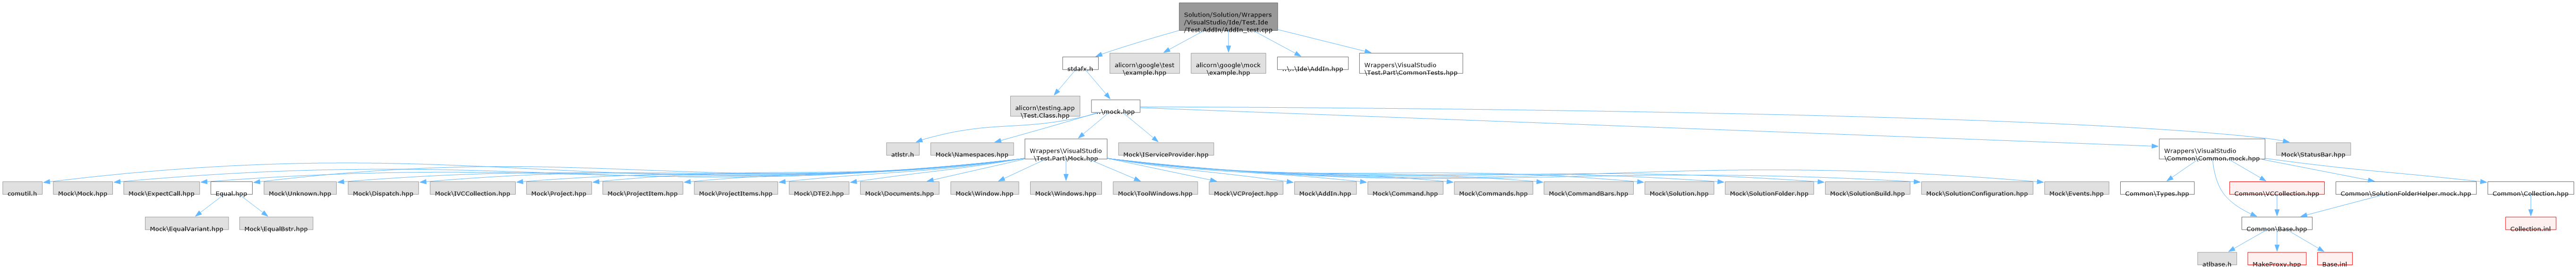 Solution/Solution/Wrappers
/VisualStudio/Ide/Test.Ide
/Test.AddIn/AddIn_test.cpp
stdafx.h
alicorn\google\test
\example.hpp
alicorn\google\mock
\example.hpp
..\..\Ide\AddIn.hpp
Wrappers\VisualStudio
\Test.Part\CommonTests.hpp
alicorn\testing.app
\Test.Class.hpp
..\mock.hpp
atlstr.h
Mock\Namespaces.hpp
Wrappers\VisualStudio
\Test.Part\Mock.hpp
Mock\IServiceProvider.hpp
Wrappers\VisualStudio
\Common\Common.mock.hpp
Mock\StatusBar.hpp
comutil.h
Mock\Mock.hpp
Mock\ExpectCall.hpp
Equal.hpp
Mock\Unknown.hpp
Mock\Dispatch.hpp
Mock\IVCCollection.hpp
Mock\Project.hpp
Mock\ProjectItem.hpp
Mock\ProjectItems.hpp
Mock\DTE2.hpp
Mock\Documents.hpp
Mock\Window.hpp
Mock\Windows.hpp
Mock\ToolWindows.hpp
Mock\VCProject.hpp
Mock\AddIn.hpp
Mock\Command.hpp
Mock\Commands.hpp
Mock\CommandBars.hpp
Mock\Solution.hpp
Mock\SolutionFolder.hpp
Mock\SolutionBuild.hpp
Mock\SolutionConfiguration.hpp
Mock\Events.hpp
Common\Types.hpp
Common\VCCollection.hpp
Common\SolutionFolderHelper.mock.hpp
Common\Collection.hpp
Mock\EqualVariant.hpp
Mock\EqualBstr.hpp
Common\Base.hpp
Collection.inl
atlbase.h
MakeProxy.hpp
Base.inl